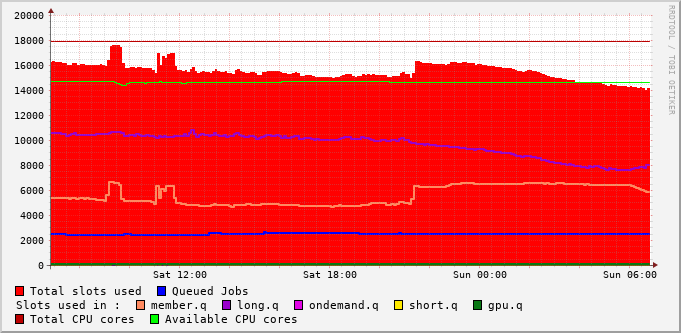 20000
18000
16000
14000
12000
10000
8000
6000
4000
2000
0
Sat 12:00 Sat 18:00 Sun 00:00 Sun 06:00
RRDTOOL / TOBI OETIKER
Total slots used Queued Jobs
Slots used in : member.q long.q ondemand.q short.q gpu.q
Total CPU cores Available CPU cores